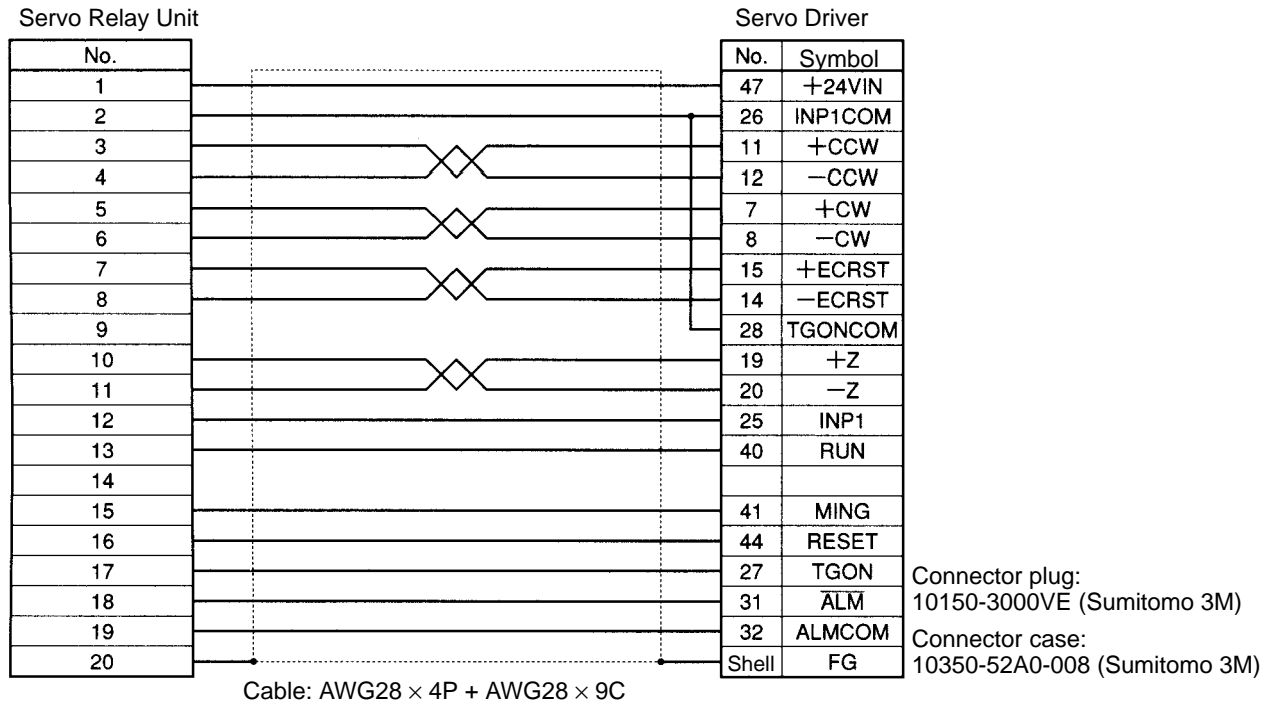 Servo Relay Unit Servo Driver
No. No. Symbol
1 47 +24VIN
2 26 INP1COM
3 11 +CCW
4 12 −CCW
5 7 +CW
6 8 −CW
7 15 +ECRST
8 14 −ECRST
9 28 TGONCOM
10 19 +Z
11 20 −Z
12 25 INP1
13 40 RUN
14
15 41 MING
16 44 RESET
17 27 TGON Connector plug:
18 31 A̅L̅M̅ 10150-3000VE (Sumitomo 3M)
19 32 ALMCOM Connector case:
20 Shell FG 10350-52A0-008 (Sumitomo 3M)
Cable: AWG28 × 4P + AWG28 × 9C